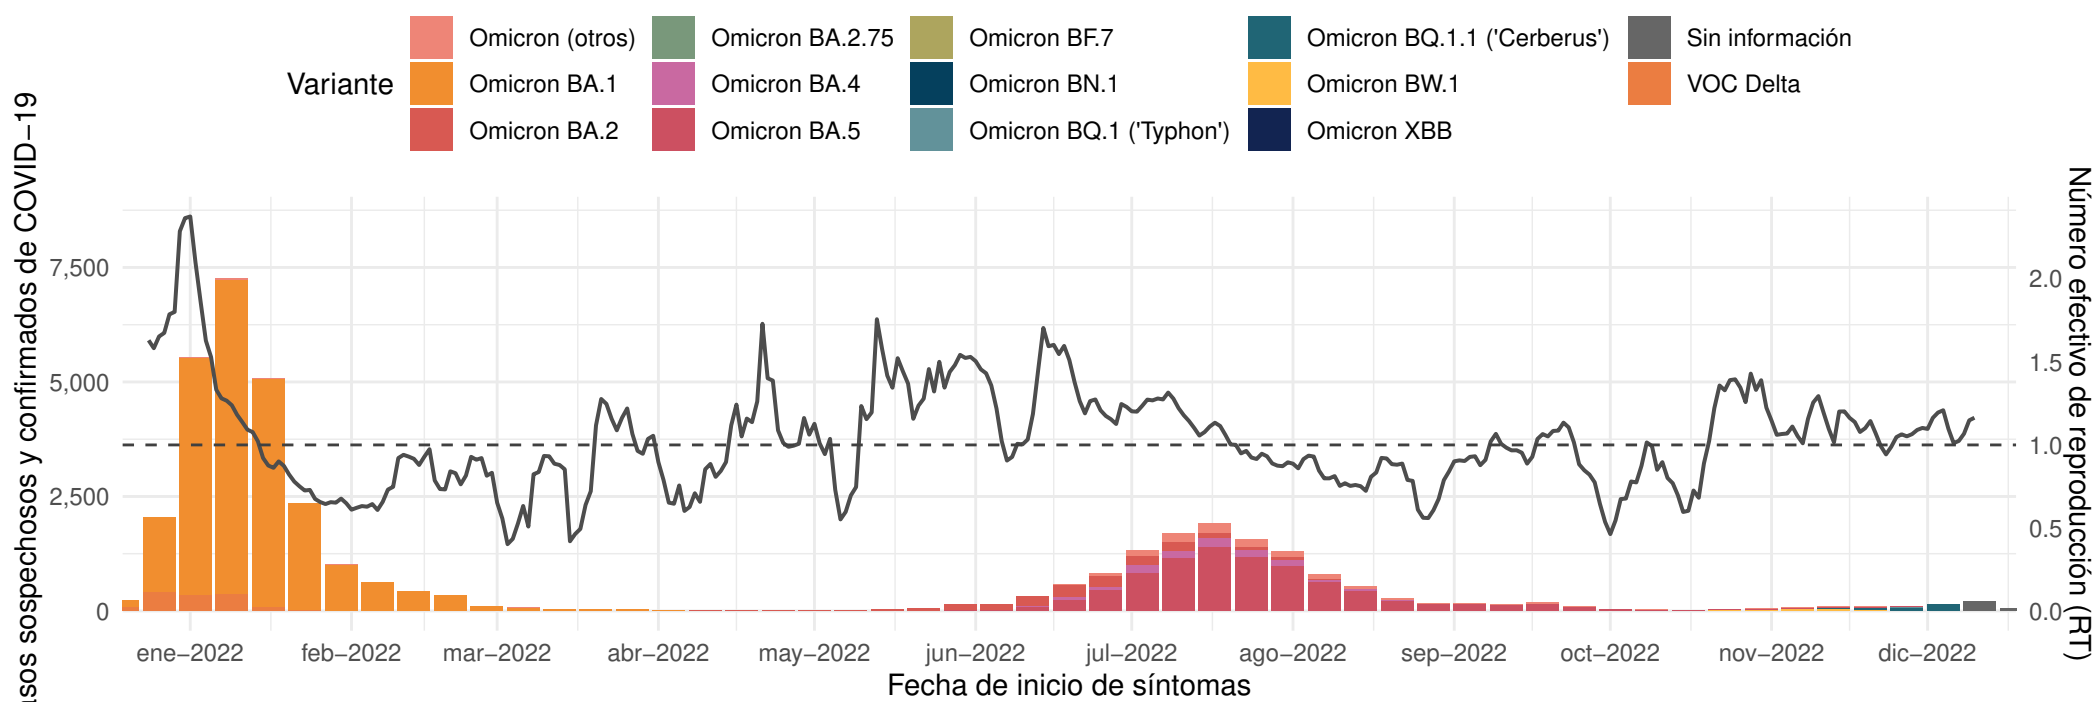 Variante
Omicron (otros)
Omicron BA.1
Omicron BA.2
Omicron BA.2.75
Omicron BA.4
Omicron BA.5
Omicron BF.7
Omicron BN.1
Omicron BQ.1 ('Typhon')
Omicron BQ.1.1 ('Cerberus')
Omicron BW.1
Omicron XBB
Sin información
VOC Delta
sospechosos y confirmados de COVID−19
7,500
5,000
2,500
0
2.0
1.5
1.0
0.5
0.0
Número efectivo de reproducción (RT)
ene−2022 feb−2022 mar−2022 abr−2022 may−2022 jun−2022 jul−2022 ago−2022 sep−2022 oct−2022 nov−2022 dic−2022
Fecha de inicio de síntomas